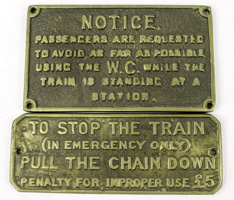 NOTICE.
PASSENGERS ARE REQUESTED
TO AVOID AS FAR AS POSSIBLE
USING THE W.C. WHILE THE
TRAIN IS STANDING AT A
STATION.
TO STOP THE TRAIN
(IN EMERGENCY ONLY)
PULL THE CHAIN DOWN
PENALTY FOR IMPROPER USE £5